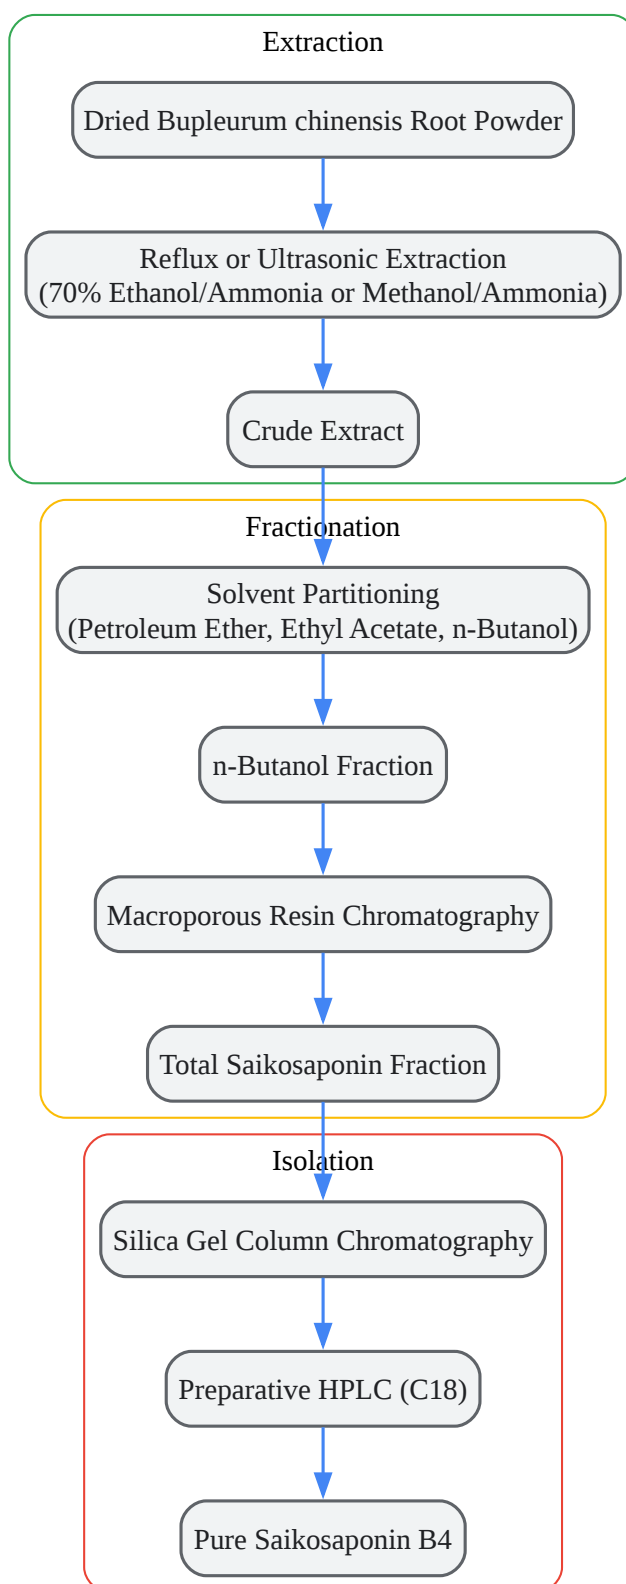 Extraction
Dried Bupleurum chinensis Root Powder
Reflux or Ultrasonic Extraction
(70% Ethanol/Ammonia or Methanol/Ammonia)
Crude Extract
Fractionation
Solvent Partitioning
(Petroleum Ether, Ethyl Acetate, n-Butanol)
n-Butanol Fraction
Macroporous Resin Chromatography
Total Saikosaponin Fraction
Isolation
Silica Gel Column Chromatography
Preparative HPLC (C18)
Pure Saikosaponin B4